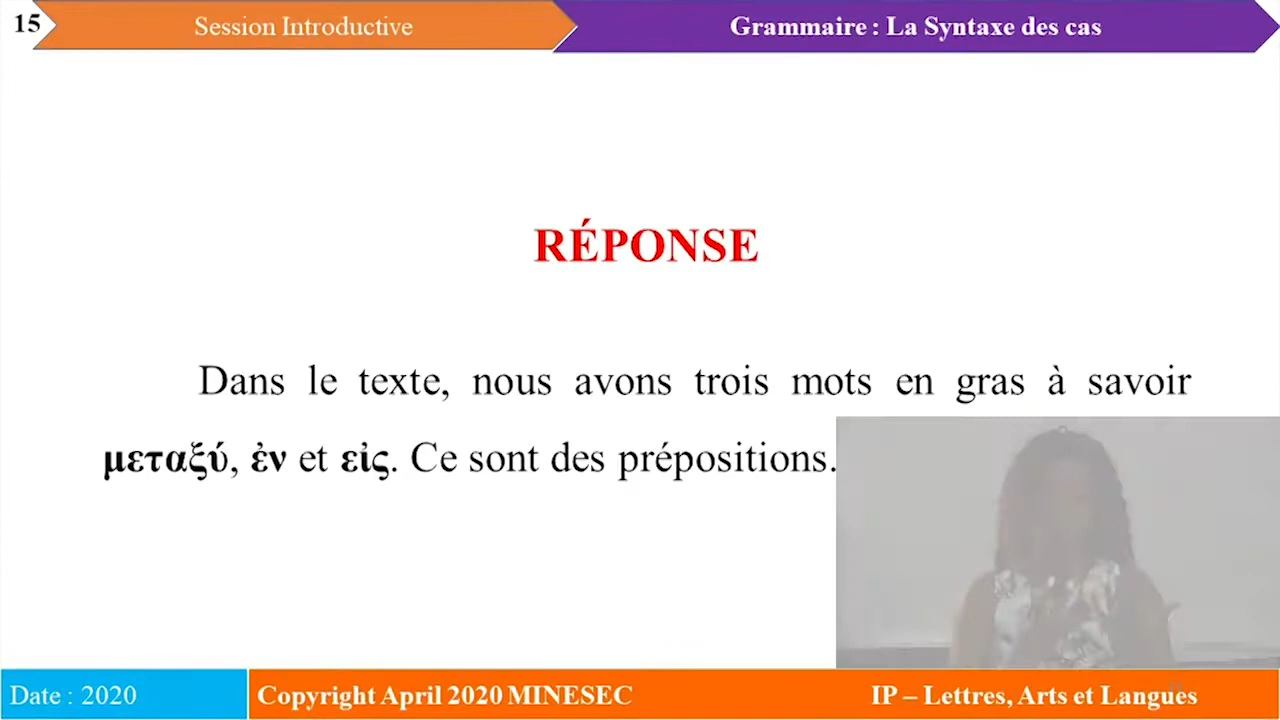 15
Session Introductive
Grammaire : La Syntaxe des cas
RÉPONSE
Dans le texte, nous avons trois mots en gras à savoir
μεταξύ, ἐν et εἰς. Ce sont des prépositions.
Date : 2020
Copyright April 2020 MINESEC
IP – Lettres, Arts et Langues